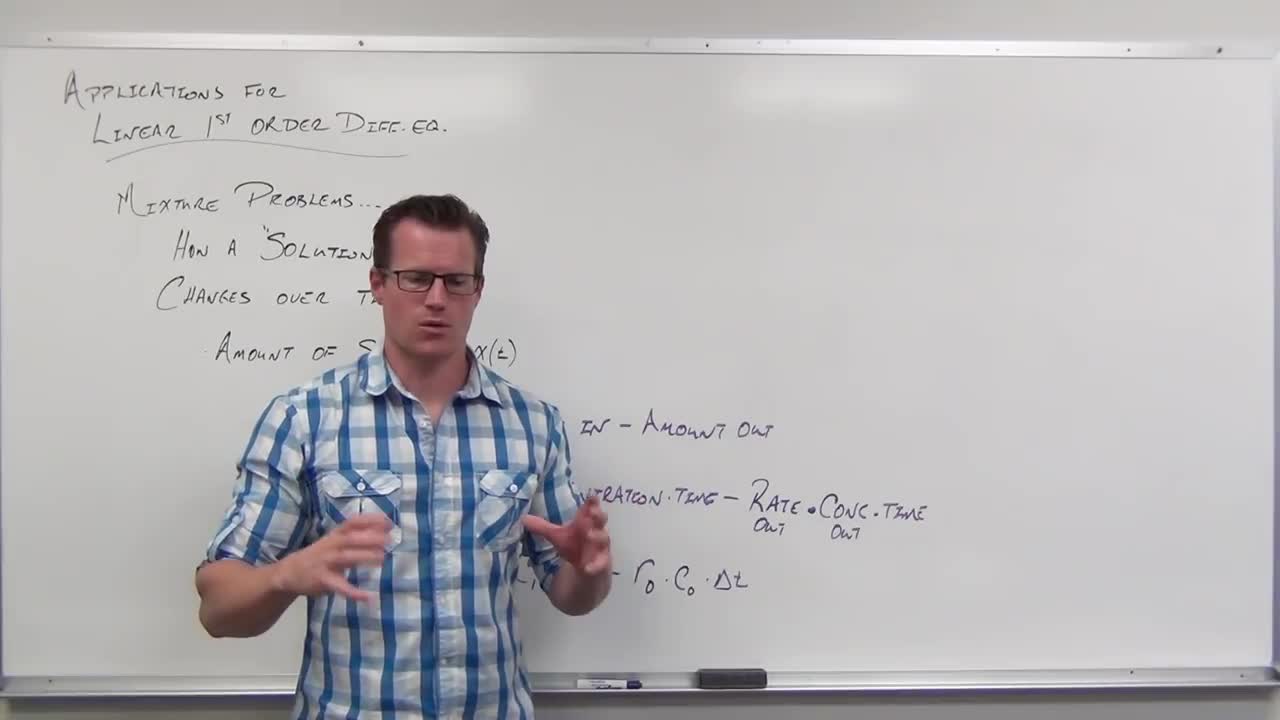 APPLICATIONS FOR
LINEAR 1ST ORDER DIFF. EQ.
MIXTURE PROBLEMS...
HOW A "SOLUTION
CHANGES OVER
AMOUNT OF X(t)
IN - AMOUNT OUT
TIME - RATE OUT • CONC OUT • TIME
- r₀ · C₀ · Δt